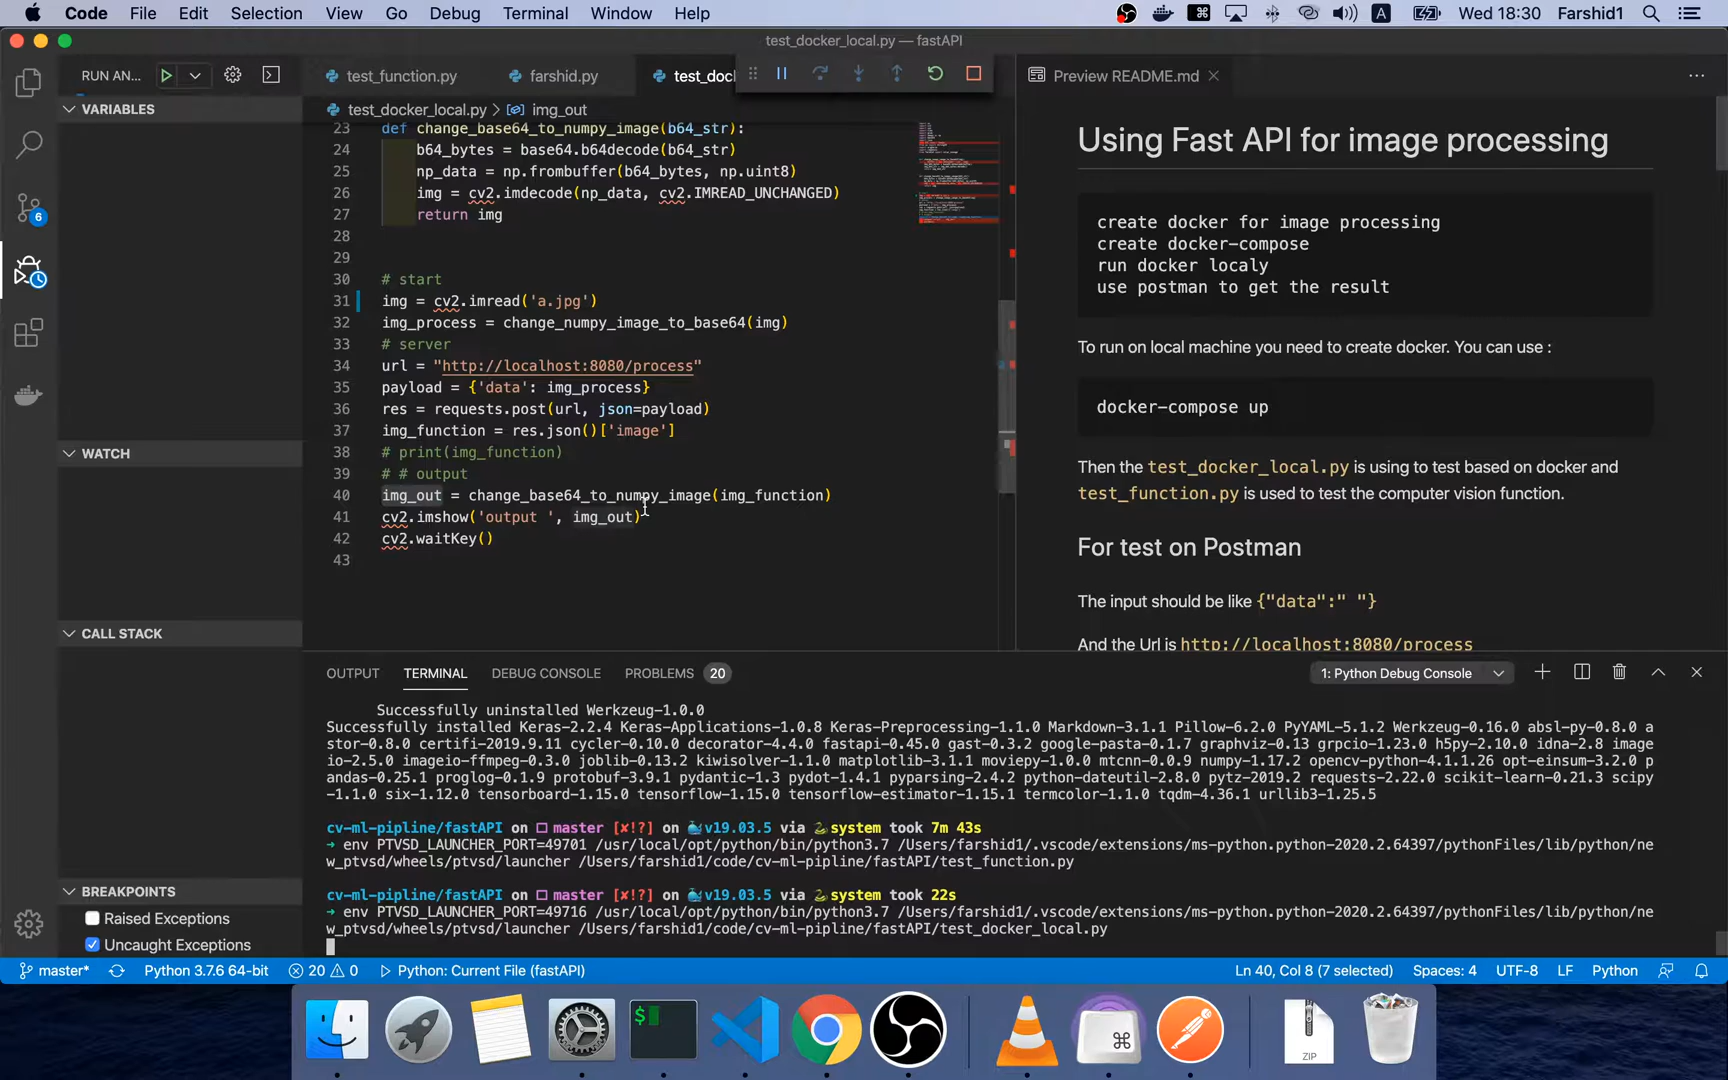 Code File Edit Selection View Go Debug Terminal Window Help
A Wed 18:30 Farshid1
test_docker_local.py — fastAPI
RUN AN...
test_function.py farshid.py test_doc
Preview README.md
VARIABLES
WATCH
CALL STACK
BREAKPOINTS
Raised Exceptions
Uncaught Exceptions
6
test_docker_local.py > img_out
23 def change_base64_to_numpy_image(b64_str):
24 b64_bytes = base64.b64decode(b64_str)
25 np_data = np.frombuffer(b64_bytes, np.uint8)
26 img = cv2.imdecode(np_data, cv2.IMREAD_UNCHANGED)
27 return img
28
29
30 # start
31 img = cv2.imread('a.jpg')
32 img_process = change_numpy_image_to_base64(img)
33 # server
34 url = "http://localhost:8080/process"
35 payload = {'data': img_process}
36 res = requests.post(url, json=payload)
37 img_function = res.json()['image']
38 # print(img_function)
39 # # output
40 img_out = change_base64_to_numpy_image(img_function)
41 cv2.imshow('output ', img_out)
42 cv2.waitKey()
43
Using Fast API for image processing
create docker for image processing
create docker-compose
run docker localy
use postman to get the result
To run on local machine you need to create docker. You can use :
docker-compose up
Then the test_docker_local.py is using to test based on docker and
test_function.py is used to test the computer vision function.
For test on Postman
The input should be like {"data":" "}
And the Url is http://localhost:8080/process
OUTPUT TERMINAL DEBUG CONSOLE PROBLEMS 20
1: Python Debug Console
Successfully uninstalled Werkzeug-1.0.0
Successfully installed Keras-2.2.4 Keras-Applications-1.0.8 Keras-Preprocessing-1.1.0 Markdown-3.1.1 Pillow-6.2.0 PyYAML-5.1.2 Werkzeug-0.16.0 absl-py-0.8.0 a
stor-0.8.0 certifi-2019.9.11 cycler-0.10.0 decorator-4.4.0 fastapi-0.45.0 gast-0.3.2 google-pasta-0.1.7 graphviz-0.13 grpcio-1.23.0 h5py-2.10.0 idna-2.8 image
io-2.5.0 imageio-ffmpeg-0.3.0 joblib-0.13.2 kiwisolver-1.1.0 matplotlib-3.1.1 moviepy-1.0.0 mtcnn-0.0.9 numpy-1.17.2 opencv-python-4.1.1.26 opt-einsum-3.2.0 p
andas-0.25.1 proglog-0.1.9 protobuf-3.9.1 pydantic-1.3 pydot-1.4.1 pyparsing-2.4.2 python-dateutil-2.8.0 pytz-2019.2 requests-2.22.0 scikit-learn-0.21.3 scipy
-1.1.0 six-1.12.0 tensorboard-1.15.0 tensorflow-1.15.0 tensorflow-estimator-1.15.1 termcolor-1.1.0 tqdm-4.36.1 urllib3-1.25.5
cv-ml-pipline/fastAPI on master [✘!?] on v19.03.5 via system took 7m 43s
➜ env PTVSD_LAUNCHER_PORT=49701 /usr/local/opt/python/bin/python3.7 /Users/farshid1/.vscode/extensions/ms-python.python-2020.2.64397/pythonFiles/lib/python/ne
w_ptvsd/wheels/ptvsd/launcher /Users/farshid1/code/cv-ml-pipline/fastAPI/test_function.py
cv-ml-pipline/fastAPI on master [✘!?] on v19.03.5 via system took 22s
➜ env PTVSD_LAUNCHER_PORT=49716 /usr/local/opt/python/bin/python3.7 /Users/farshid1/.vscode/extensions/ms-python.python-2020.2.64397/pythonFiles/lib/python/ne
w_ptvsd/wheels/ptvsd/launcher /Users/farshid1/code/cv-ml-pipline/fastAPI/test_docker_local.py
master* Python 3.7.6 64-bit 20 0 Python: Current File (fastAPI) Ln 40, Col 8 (7 selected) Spaces: 4 UTF-8 LF Python
$
ZIP